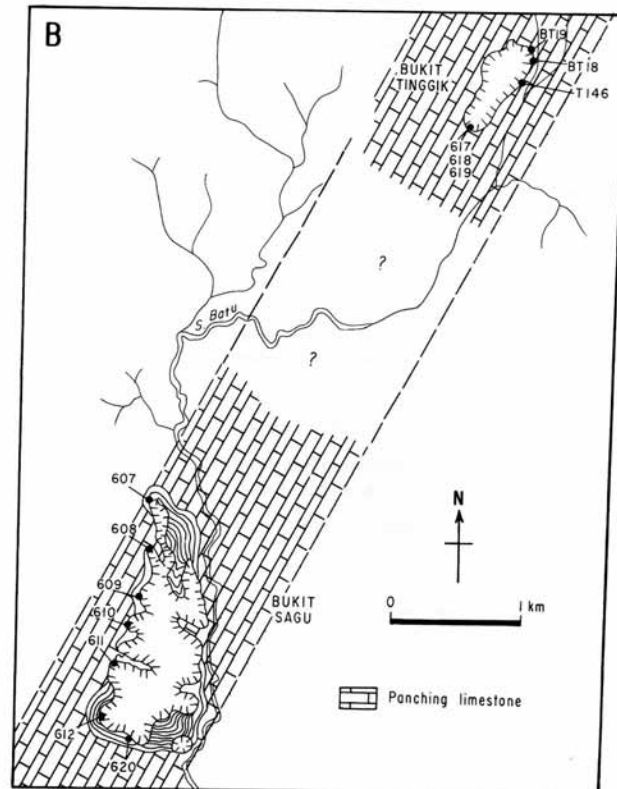 B
BT19
BUKIT
TINGGIK
BT18
T146
617
618
619
?
S. Batu
?
607
608
N
609
BUKIT
SAGU
0 1 km
610
611
Panching limestone
612
620